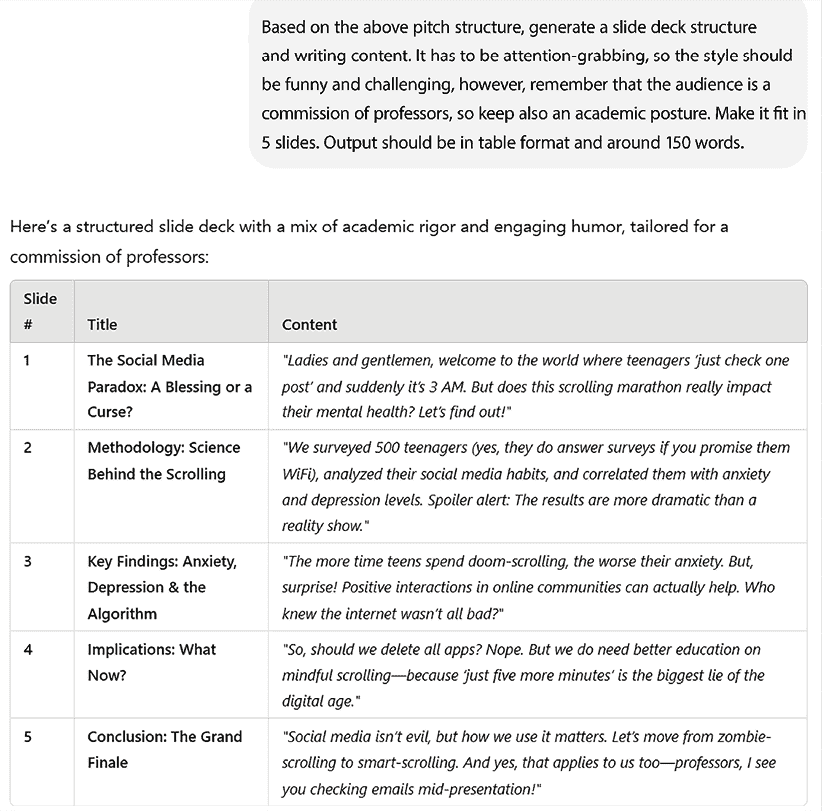 Based on the above pitch structure, generate a slide deck structure
and writing content. It has to be attention-grabbing, so the style should
be funny and challenging, however, remember that the audience is a
commission of professors, so keep also an academic posture. Make it fit in
5 slides. Output should be in table format and around 150 words.
Here's a structured slide deck with a mix of academic rigor and engaging humor, tailored for a
commission of professors:
Slide
#
Title
Content
1
The Social Media
Paradox: A Blessing or a
Curse?
"Ladies and gentlemen, welcome to the world where teenagers 'just check one
post' and suddenly it's 3 AM. But does this scrolling marathon really impact
their mental health? Let's find out!"
2
Methodology: Science
Behind the Scrolling
"We surveyed 500 teenagers (yes, they do answer surveys if you promise them
WiFi), analyzed their social media habits, and correlated them with anxiety
and depression levels. Spoiler alert: The results are more dramatic than a
reality show."
3
Key Findings: Anxiety,
Depression & the
Algorithm
"The more time teens spend doom-scrolling, the worse their anxiety. But,
surprise! Positive interactions in online communities can actually help. Who
knew the internet wasn't all bad?"
4
Implications: What
Now?
"So, should we delete all apps? Nope. But we do need better education on
mindful scrolling—because 'just five more minutes' is the biggest lie of the
digital age."
5
Conclusion: The Grand
Finale
"Social media isn't evil, but how we use it matters. Let's move from zombie-
scrolling to smart-scrolling. And yes, that applies to us too—professors, I see
you checking emails mid-presentation!"